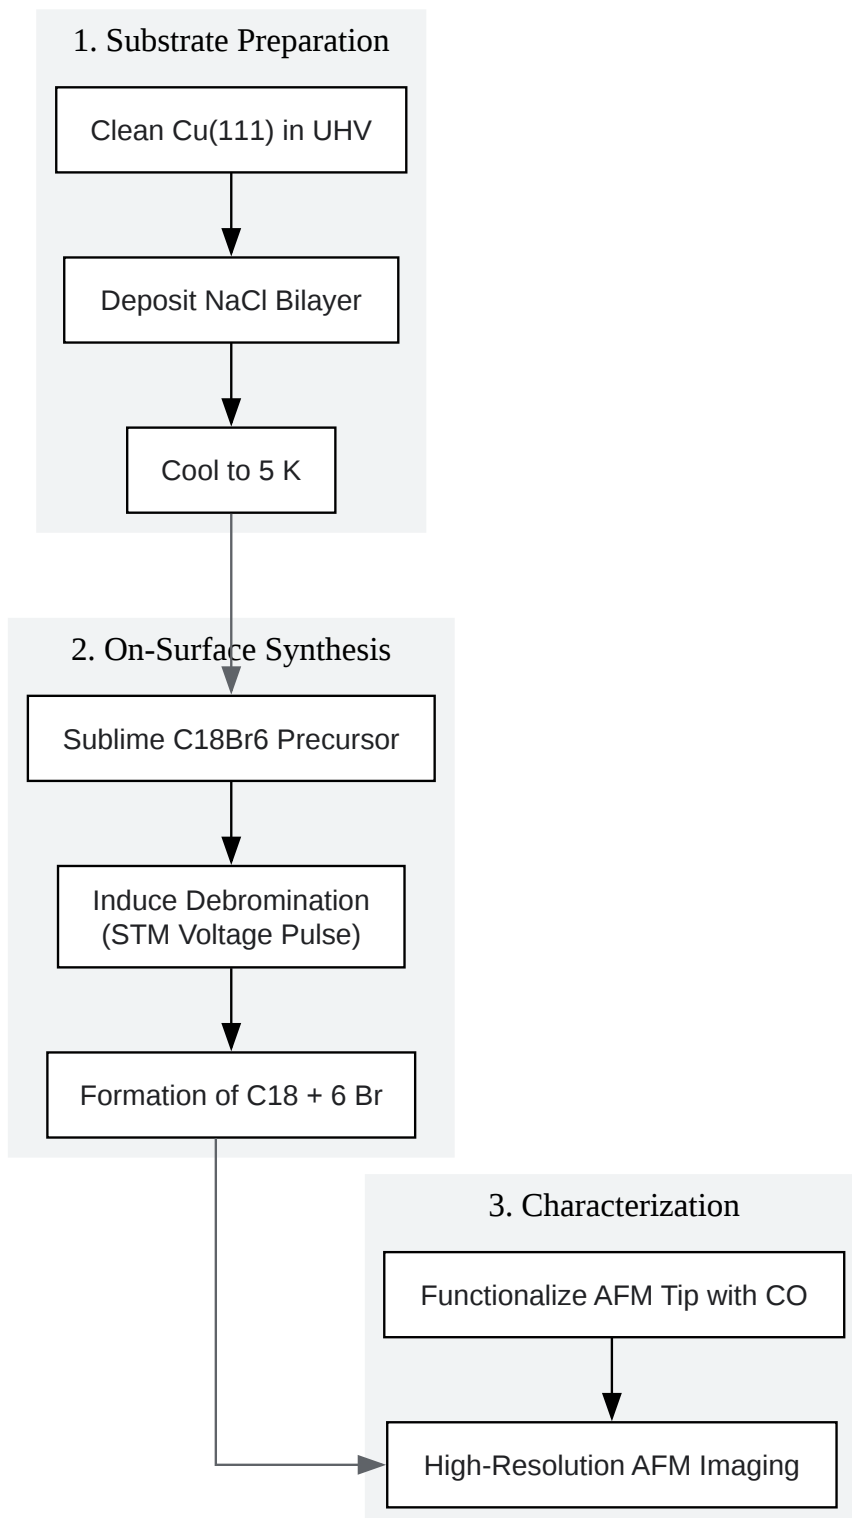 1. Substrate Preparation
Clean Cu(111) in UHV
Deposit NaCl Bilayer
Cool to 5 K
2. On-Surface Synthesis
Sublime C18Br6 Precursor
Induce Debromination
(STM Voltage Pulse)
Formation of C18 + 6 Br
3. Characterization
Functionalize AFM Tip with CO
High-Resolution AFM Imaging